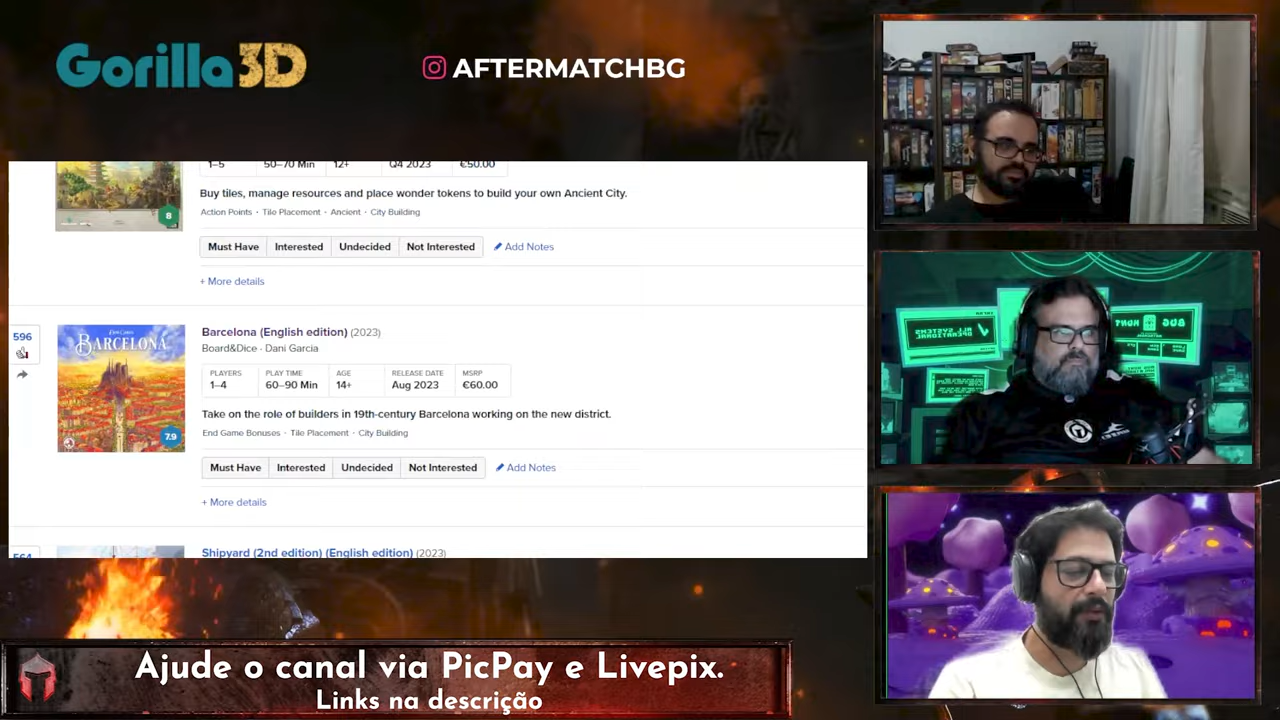 Gorilla3D
AFTERMATCHBG
1–5 50–70 Min 12+ Q4 2023 €50.00
Buy tiles, manage resources and place wonder tokens to build your own Ancient City.
Action Points · Tile Placement · Ancient · City Building
8
Must Have Interested Undecided Not Interested Add Notes
+ More details
596
Barcelona (English edition) (2023)
Board&Dice · Dani Garcia
BARCELONA
PLAYERS PLAY TIME AGE RELEASE DATE MSRP
1–4 60–90 Min 14+ Aug 2023 €60.00
Take on the role of builders in 19th-century Barcelona working on the new district.
7.9
End Game Bonuses · Tile Placement · City Building
Must Have Interested Undecided Not Interested Add Notes
+ More details
564
Shipyard (2nd edition) (English edition) (2023)
ALL SYSTEMS
OPERATIONAL
BUG HUNT
Ajude o canal via PicPay e Livepix.
Links na descrição